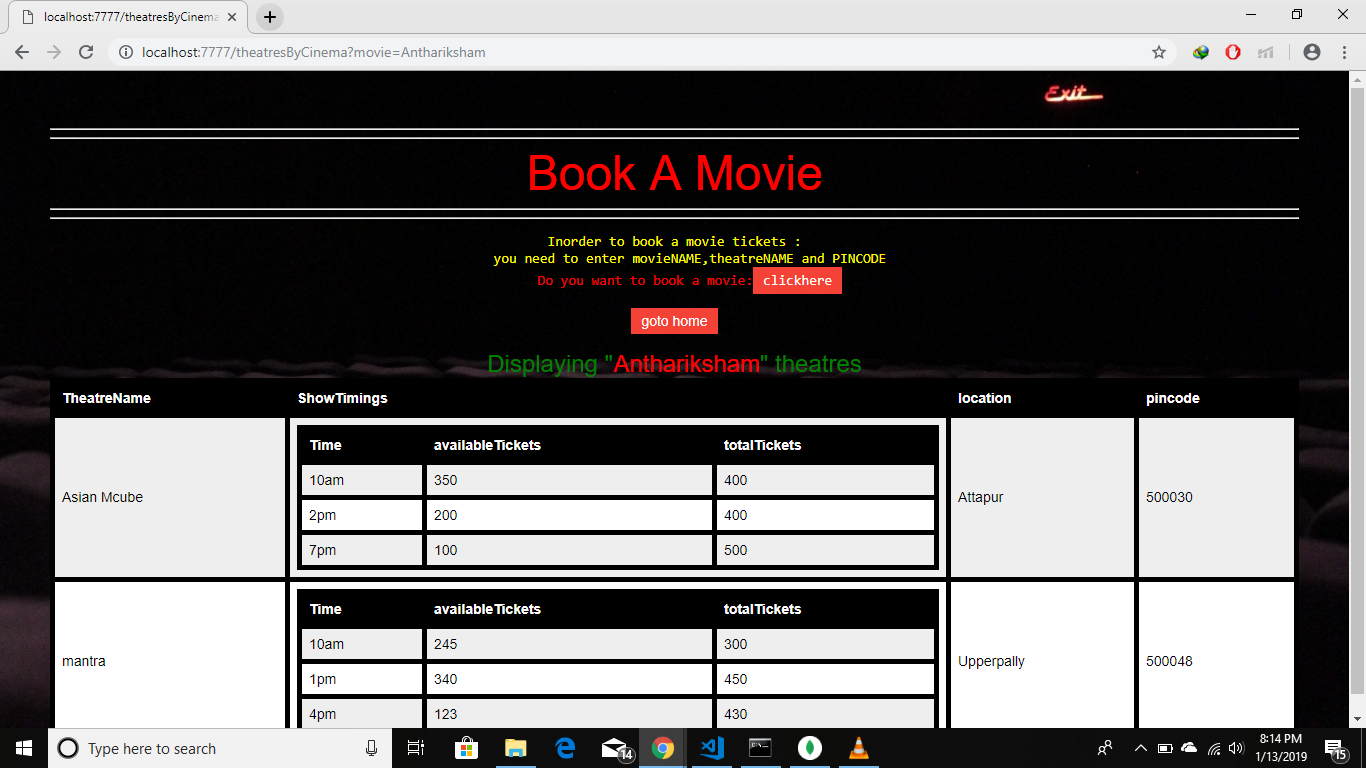 localhost:7777/theatresByCinema
localhost:7777/theatresByCinema?movie=Anthariksham
Exit
Book A Movie
Inorder to book a movie tickets :
you need to enter movieNAME,theatreNAME and PINCODE
Do you want to book a movie: clickhere
goto home
Displaying "Anthariksham" theatres
TheatreName ShowTimings location pincode
Time availableTickets totalTickets
10am 350 400
Asian Mcube Attapur 500030
2pm 200 400
7pm 100 500
Time availableTickets totalTickets
10am 245 300
mantra Upperpally 500048
1pm 340 450
4pm 123 430
Type here to search
14
8:14 PM
1/13/2019
15